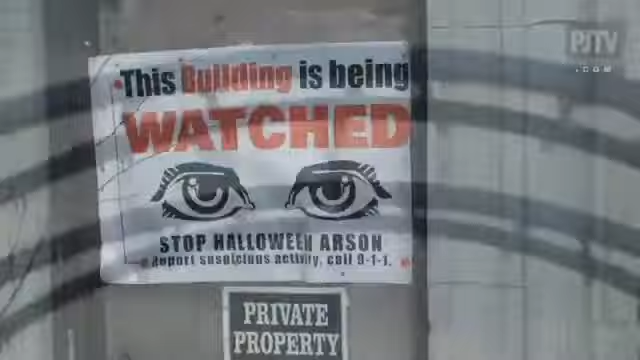 PJTV
.COM
This Building is being
WATCHED
STOP HALLOWEEN ARSON
Report suspicious activity, call 9-1-1.
PRIVATE
PROPERTY